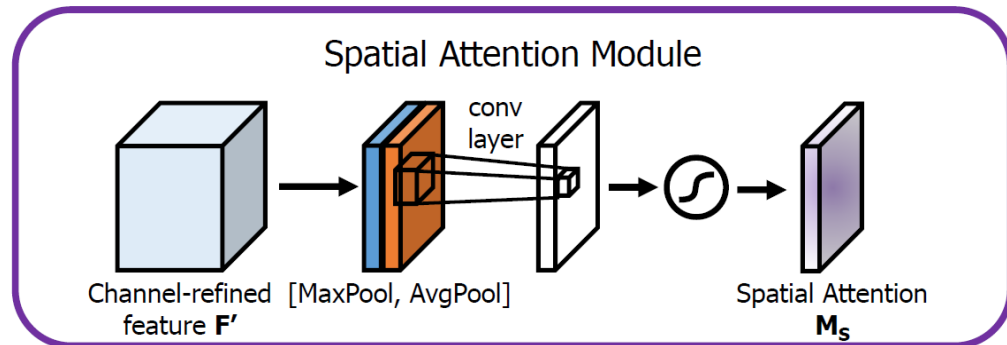 Spatial Attention Module
conv
layer
Channel-refined
feature F'
[MaxPool, AvgPool]
Spatial Attention
Ms